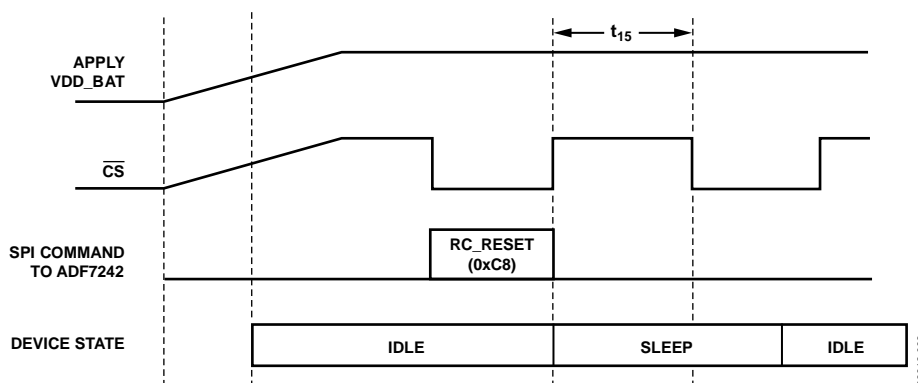 t15
APPLY
VDD_BAT
CS
SPI COMMAND
TO ADF7242
RC_RESET
(0xC8)
DEVICE STATE
IDLE
SLEEP
IDLE